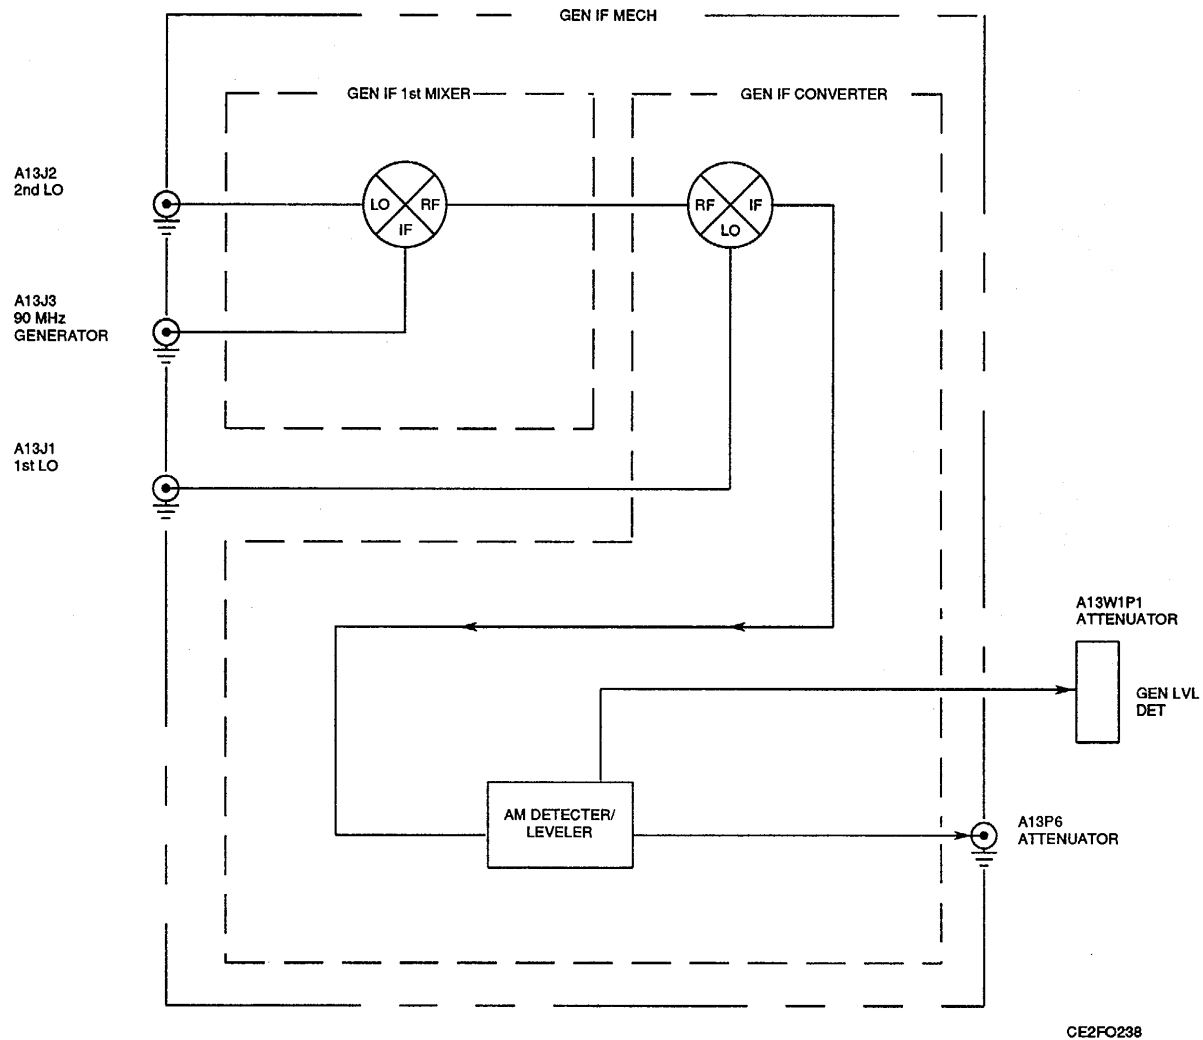 GEN IF MECH
GEN IF 1st MIXER
GEN IF CONVERTER
A13J2
2nd LO
LO
RF
IF
RF
IF
LO
A13J3
90 MHz
GENERATOR
A13J1
1st LO
A13W1P1
ATTENUATOR
GEN LVL
DET
AM DETECTER/
LEVELER
A13P6
ATTENUATOR
CE2FO238